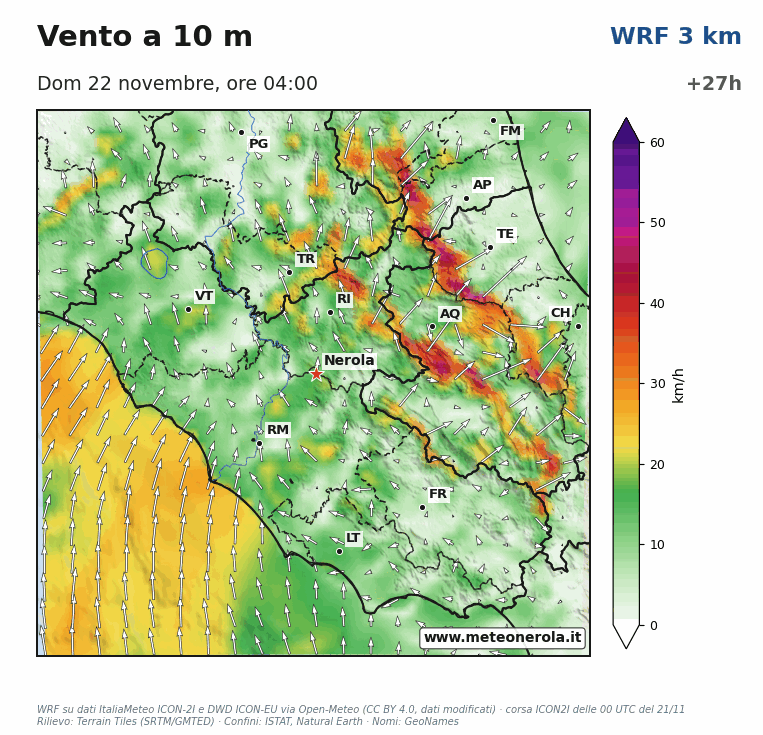 Vento a 10 m
WRF 3 km
Dom 22 novembre, ore 04:00
+27h
PG
FM
AP
TE
TR
VT
RI
AQ
CH
Nerola
RM
FR
LT
www.meteonerola.it
60
50
40
30
20
10
0
km/h
WRF su dati ItaliaMeteo ICON-2I e DWD ICON-EU via Open-Meteo (CC BY 4.0, dati modificati) · corsa ICON2I delle 00 UTC del 21/11
Rilievo: Terrain Tiles (SRTM/GMTED) · Confini: ISTAT, Natural Earth · Nomi: GeoNames